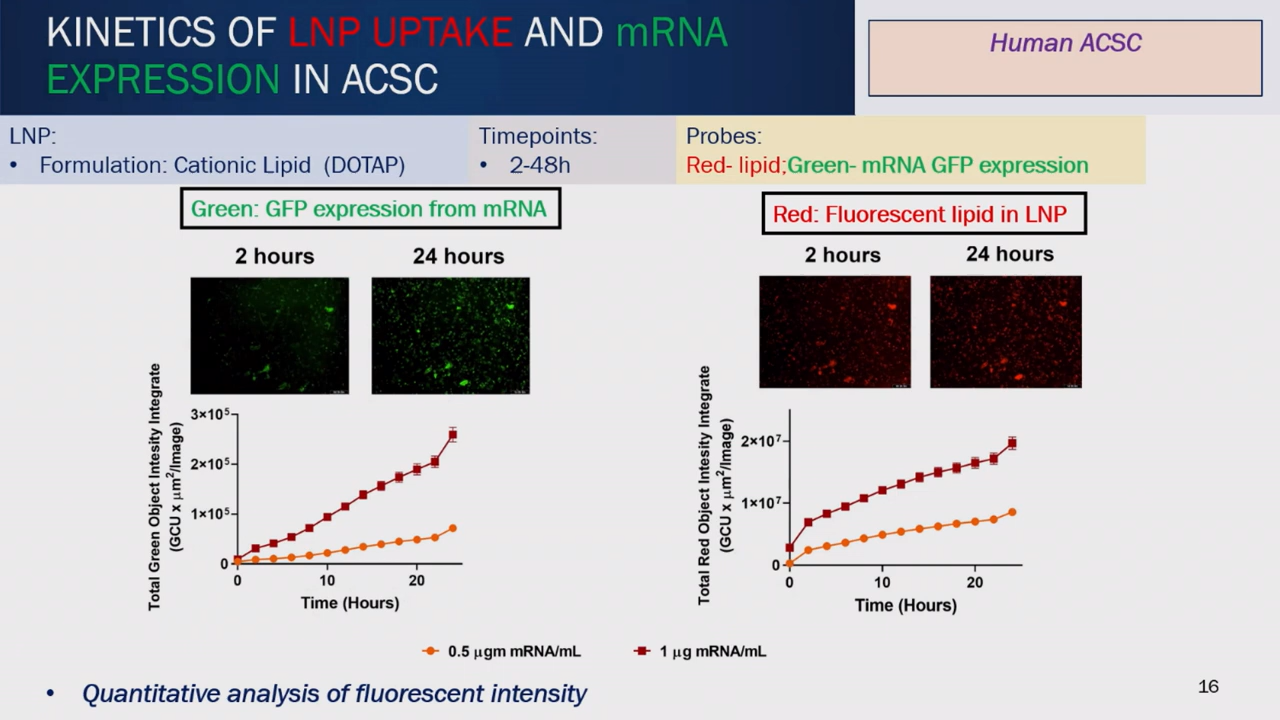 KINETICS OF LNP UPTAKE AND mRNA
EXPRESSION IN ACSC
Human ACSC
LNP:
• Formulation: Cationic Lipid (DOTAP)
Timepoints:
• 2-48h
Probes:
Red- lipid;Green- mRNA GFP expression
Green: GFP expression from mRNA
2 hours
24 hours
Total Green Object Intesity Integrate
(GCU x µm²/Image)
3×10⁵
2×10⁵
1×10⁵
0
0
10
20
Time (Hours)
Red: Fluorescent lipid in LNP
2 hours
24 hours
Total Red Object Intesity Integrate
(GCU x µm²/Image)
2×10⁷
1×10⁷
0
0
10
20
Time (Hours)
0.5 µgm mRNA/mL
1 µg mRNA/mL
• Quantitative analysis of fluorescent intensity
16